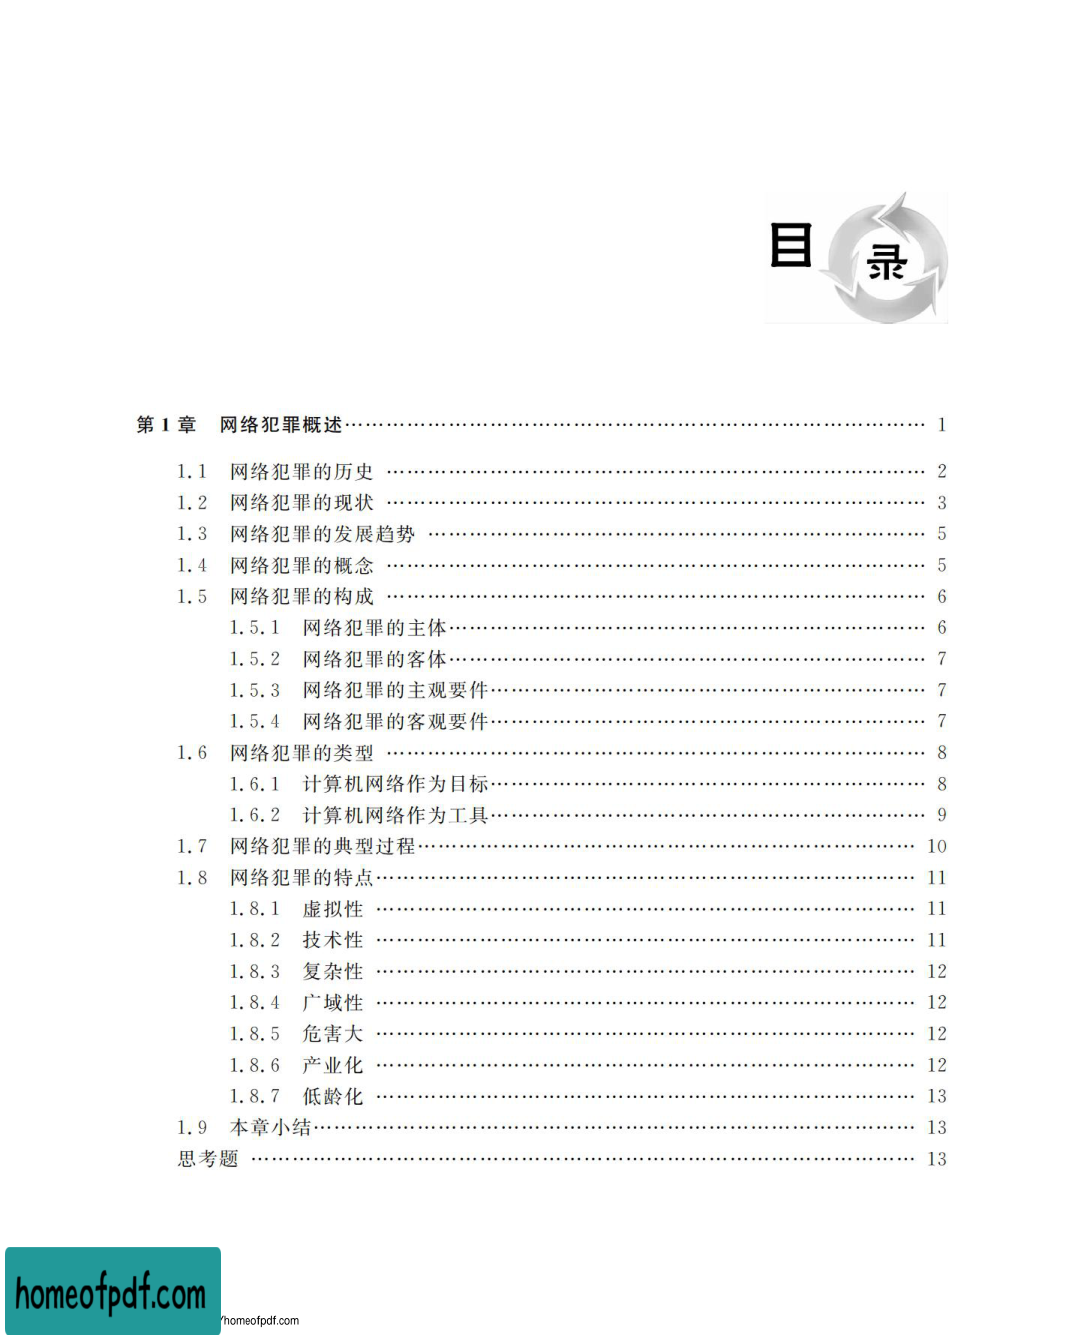 目录
第 1 章 网络犯罪概述…………………………………………………………………… 1
1.1 网络犯罪的历史 ………………………………………………………………… 2
1.2 网络犯罪的现状 ………………………………………………………………… 3
1.3 网络犯罪的发展趋势 …………………………………………………………… 5
1.4 网络犯罪的概念 ………………………………………………………………… 5
1.5 网络犯罪的构成 ………………………………………………………………… 6
1.5.1 网络犯罪的主体………………………………………………………… 6
1.5.2 网络犯罪的客体………………………………………………………… 7
1.5.3 网络犯罪的主观要件…………………………………………………… 7
1.5.4 网络犯罪的客观要件…………………………………………………… 7
1.6 网络犯罪的类型 ………………………………………………………………… 8
1.6.1 计算机网络作为目标…………………………………………………… 8
1.6.2 计算机网络作为工具…………………………………………………… 9
1.7 网络犯罪的典型过程…………………………………………………………… 10
1.8 网络犯罪的特点………………………………………………………………… 11
1.8.1 虚拟性 ………………………………………………………………… 11
1.8.2 技术性 ………………………………………………………………… 11
1.8.3 复杂性 ………………………………………………………………… 12
1.8.4 广域性 ………………………………………………………………… 12
1.8.5 危害大 ………………………………………………………………… 12
1.8.6 产业化 ………………………………………………………………… 12
1.8.7 低龄化 ………………………………………………………………… 13
1.9 本章小结………………………………………………………………………… 13
思考题 ………………………………………………………………………………… 13
homeofpdf.com
/homeofpdf.com